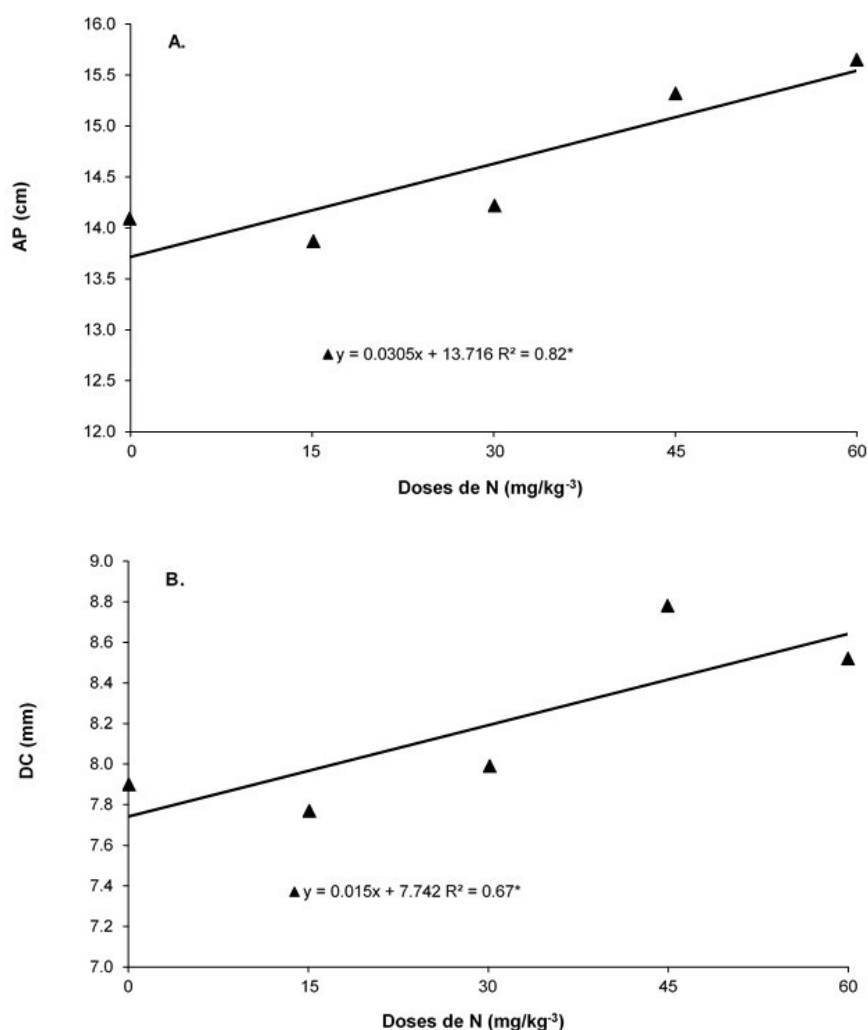 A.
16.0
15.5
15.0
14.5
14.0
13.5
13.0
12.5
12.0
AP (cm)
▲ y = 0.0305x + 13.716 R² = 0.82*
0 15 30 45 60
Doses de N (mg/kg⁻³)
B.
9.0
8.8
8.6
8.4
8.2
8.0
7.8
7.6
7.4
7.2
7.0
DC (mm)
▲ y = 0.015x + 7.742 R² = 0.67*
0 15 30 45 60
Doses de N (mg/kg⁻³)